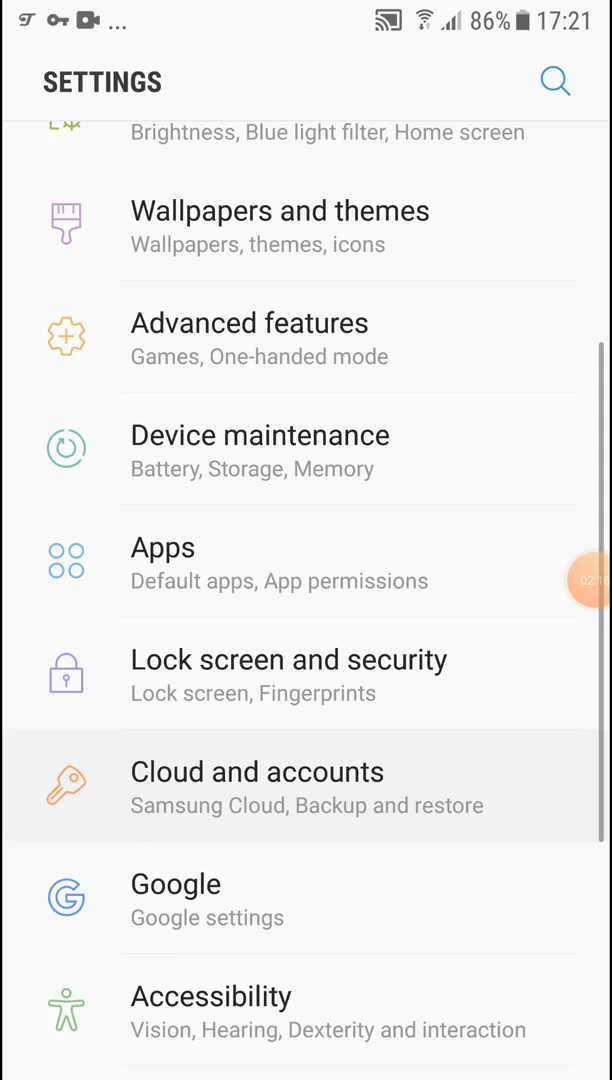 ... 86% 17:21
SETTINGS
Brightness, Blue light filter, Home screen
Wallpapers and themes
Wallpapers, themes, icons
Advanced features
Games, One-handed mode
Device maintenance
Battery, Storage, Memory
Apps
Default apps, App permissions
02:16
Lock screen and security
Lock screen, Fingerprints
Cloud and accounts
Samsung Cloud, Backup and restore
Google
Google settings
Accessibility
Vision, Hearing, Dexterity and interaction